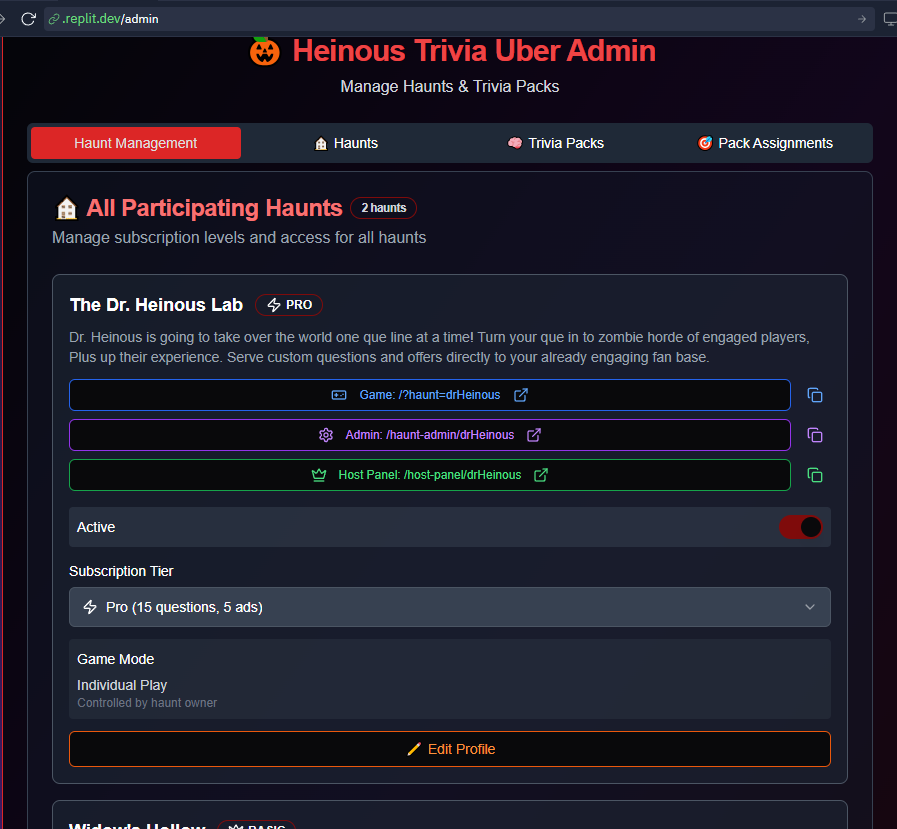 .replit.dev/admin
Heinous Trivia Uber Admin
Manage Haunts & Trivia Packs
Haunt Management
Haunts
Trivia Packs
Pack Assignments
All Participating Haunts
2 haunts
Manage subscription levels and access for all haunts
The Dr. Heinous Lab
PRO
Dr. Heinous is going to take over the world one que line at a time! Turn your que in to zombie horde of engaged players,
Plus up their experience. Serve custom questions and offers directly to your already engaging fan base.
Game: /?haunt=drHeinous
Admin: /haunt-admin/drHeinous
Host Panel: /host-panel/drHeinous
Active
Subscription Tier
Pro (15 questions, 5 ads)
Game Mode
Individual Play
Controlled by haunt owner
Edit Profile
Widow's Hollow
BASIC